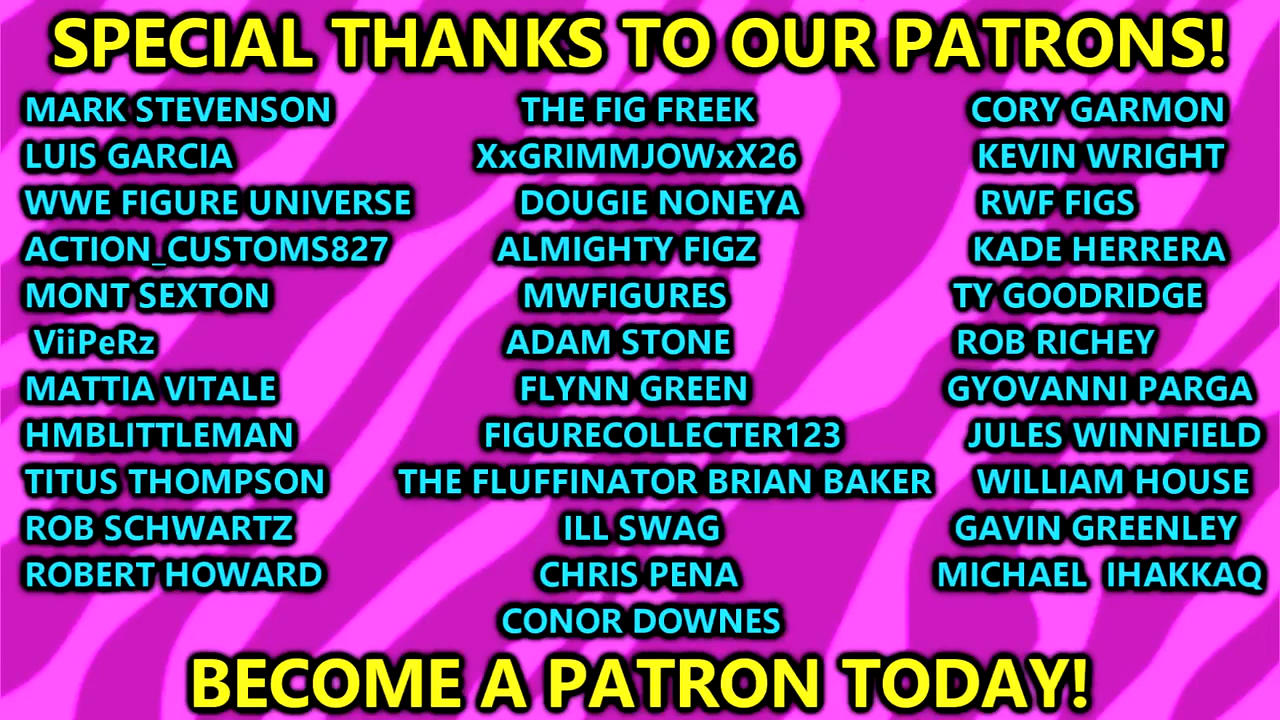 SPECIAL THANKS TO OUR PATRONS!
MARK STEVENSON
LUIS GARCIA
WWE FIGURE UNIVERSE
ACTION_CUSTOMS827
MONT SEXTON
ViiPeRz
MATTIA VITALE
HMBLITTLEMAN
TITUS THOMPSON
ROB SCHWARTZ
ROBERT HOWARD
THE FIG FREEK
XxGRIMMJOWxX26
DOUGIE NONEYA
ALMIGHTY FIGZ
MWFIGURES
ADAM STONE
FLYNN GREEN
FIGURECOLLECTER123
THE FLUFFINATOR BRIAN BAKER
ILL SWAG
CHRIS PENA
CONOR DOWNES
CORY GARMON
KEVIN WRIGHT
RWF FIGS
KADE HERRERA
TY GOODRIDGE
ROB RICHEY
GYOVANNI PARGA
JULES WINNFIELD
WILLIAM HOUSE
GAVIN GREENLEY
MICHAEL IHAKKAQ
BECOME A PATRON TODAY!